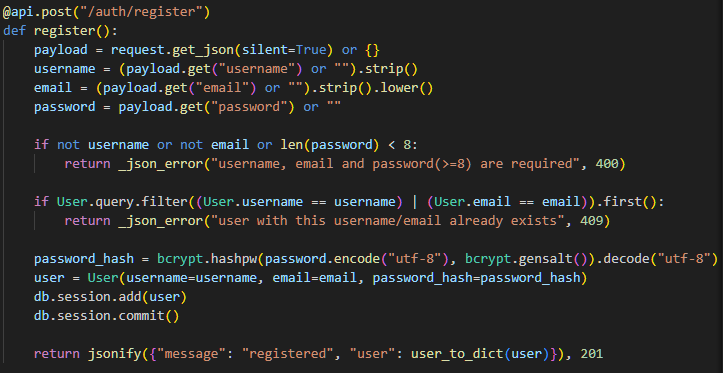 @api.post("/auth/register")
def register():
    payload = request.get_json(silent=True) or {}
    username = (payload.get("username") or "").strip()
    email = (payload.get("email") or "").strip().lower()
    password = payload.get("password") or ""

    if not username or not email or len(password) < 8:
        return _json_error("username, email and password(>=8) are required", 400)

    if User.query.filter((User.username == username) | (User.email == email)).first():
        return _json_error("user with this username/email already exists", 409)

    password_hash = bcrypt.hashpw(password.encode("utf-8"), bcrypt.gensalt()).decode("utf-8")
    user = User(username=username, email=email, password_hash=password_hash)
    db.session.add(user)
    db.session.commit()

    return jsonify({"message": "registered", "user": user_to_dict(user)}), 201